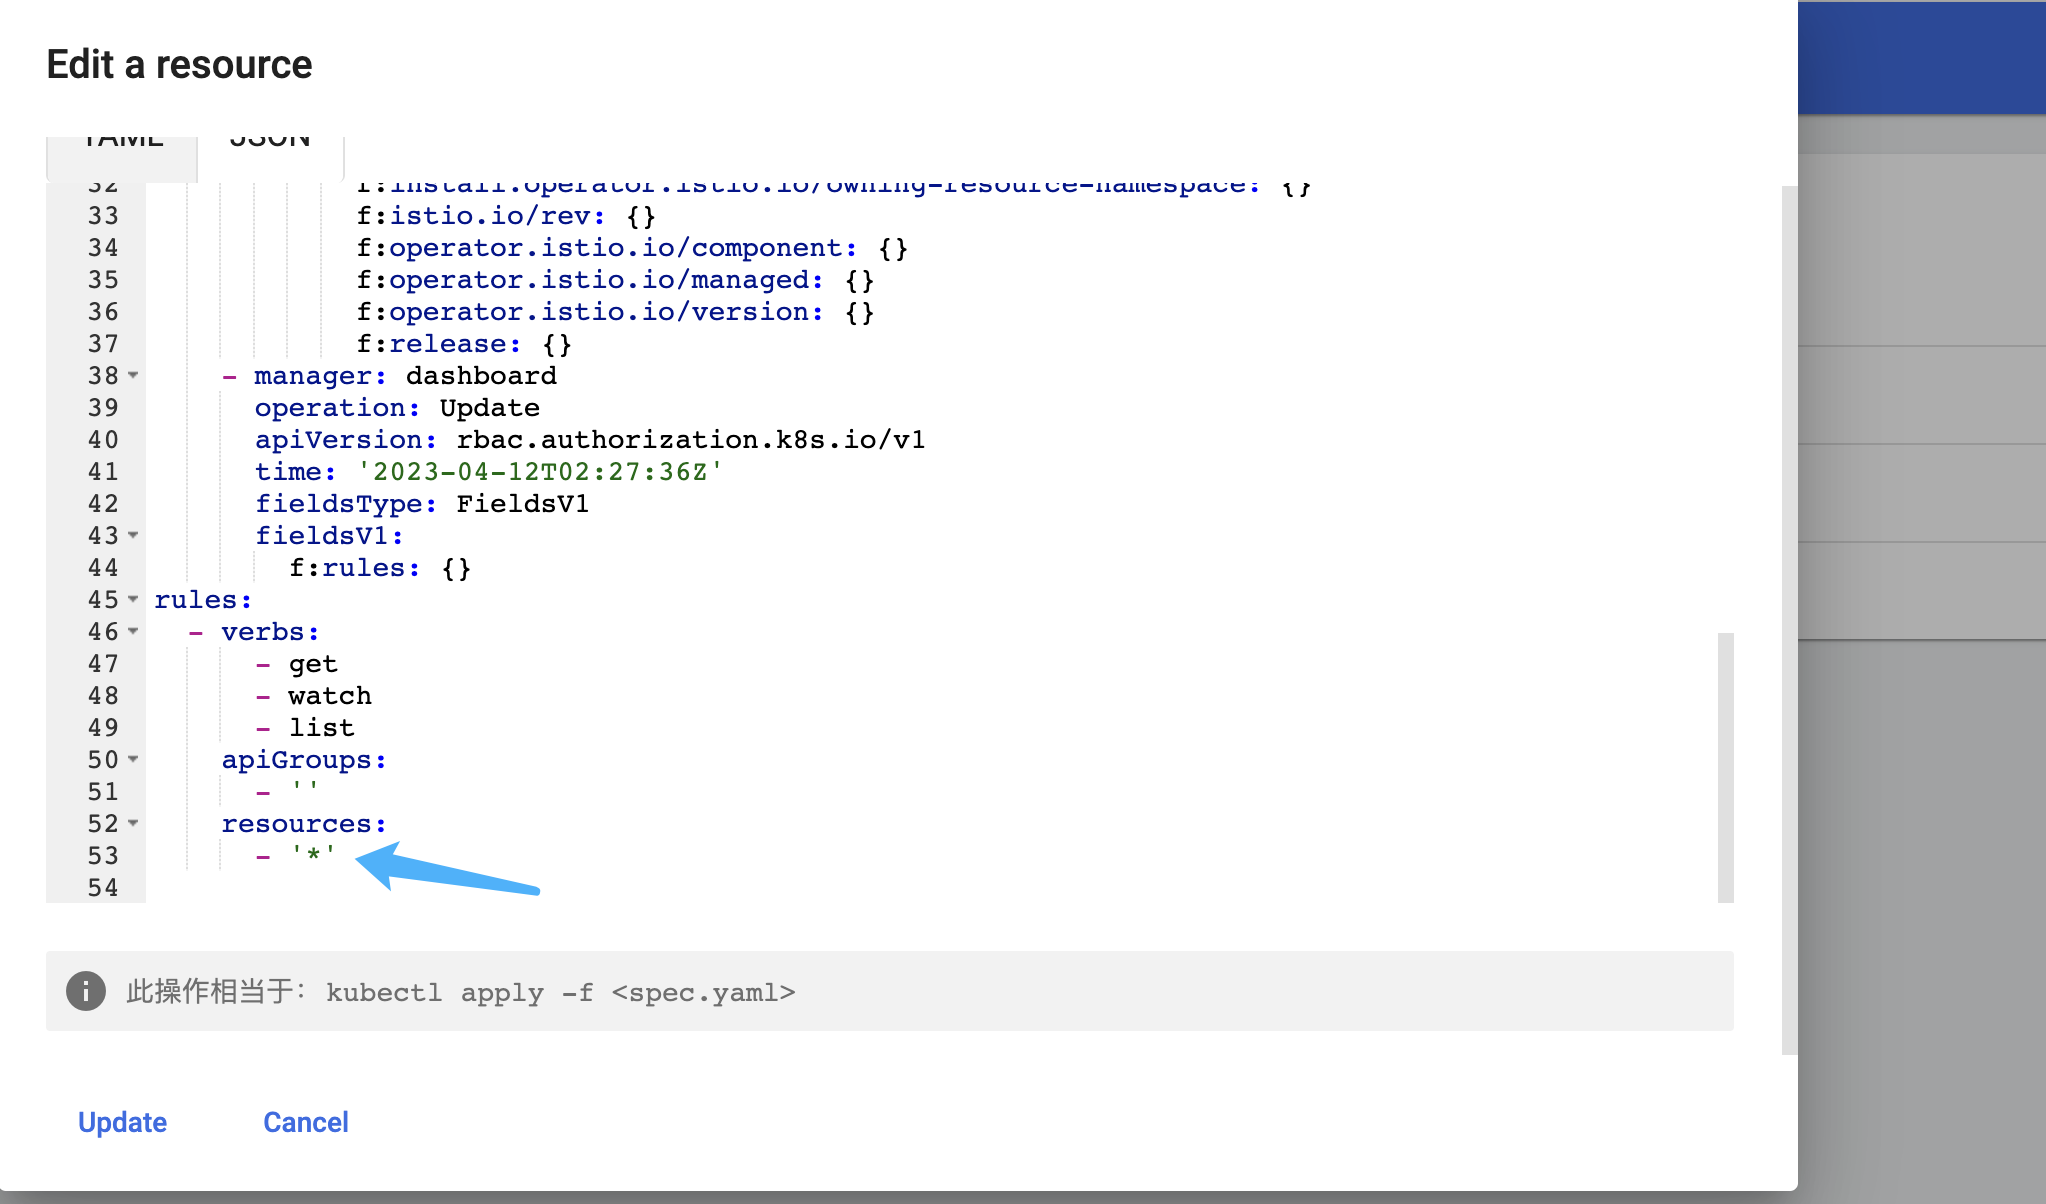 Edit a resource
YAML JSON
32 f:install.operator.istio.io/owning-resource-namespace: {}
33 f:istio.io/rev: {}
34 f:operator.istio.io/component: {}
35 f:operator.istio.io/managed: {}
36 f:operator.istio.io/version: {}
37 f:release: {}
38 - manager: dashboard
39 operation: Update
40 apiVersion: rbac.authorization.k8s.io/v1
41 time: '2023-04-12T02:27:36Z'
42 fieldsType: FieldsV1
43 fieldsV1:
44 f:rules: {}
45 rules:
46 - verbs:
47 - get
48 - watch
49 - list
50 apiGroups:
51 - ''
52 resources:
53 - '*'
54
此操作相当于: kubectl apply -f <spec.yaml>
Update Cancel